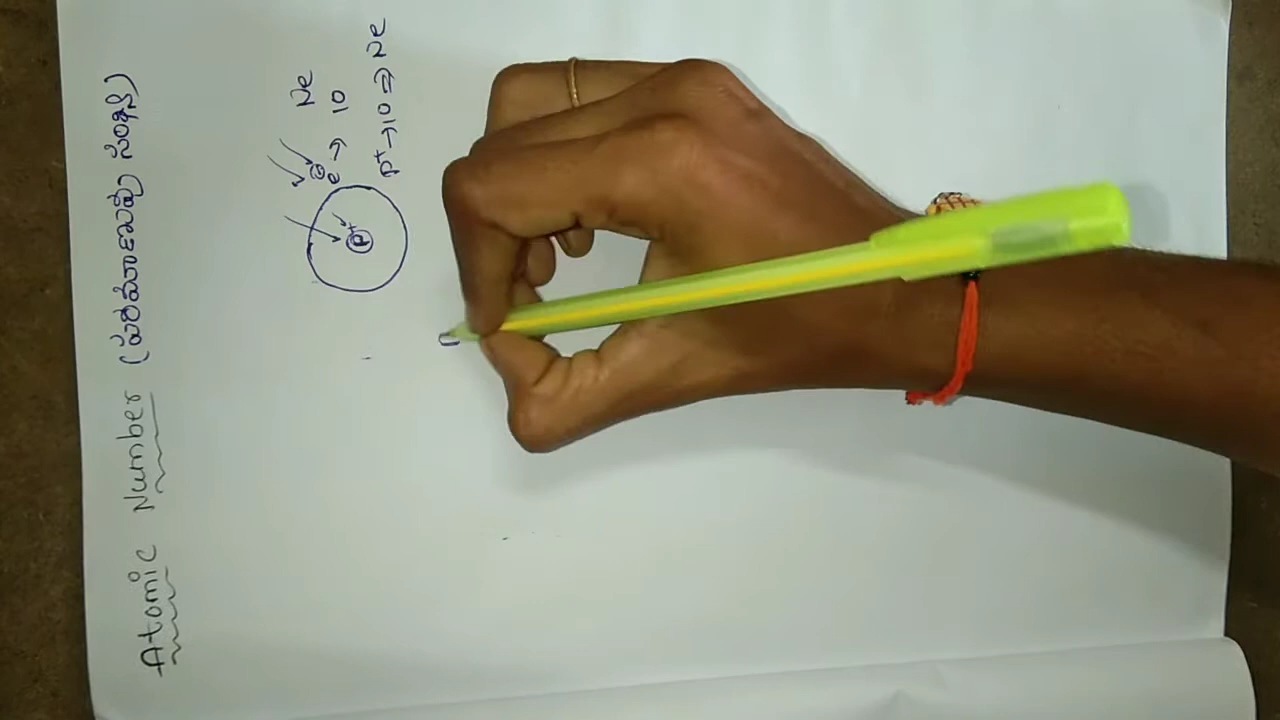 Atomic Number (ಪರಮಾಣುವು ಸಂಖ್ಯೆ)
Ne
e → 10
p+ → 10 ⇒ Ne
e
p+